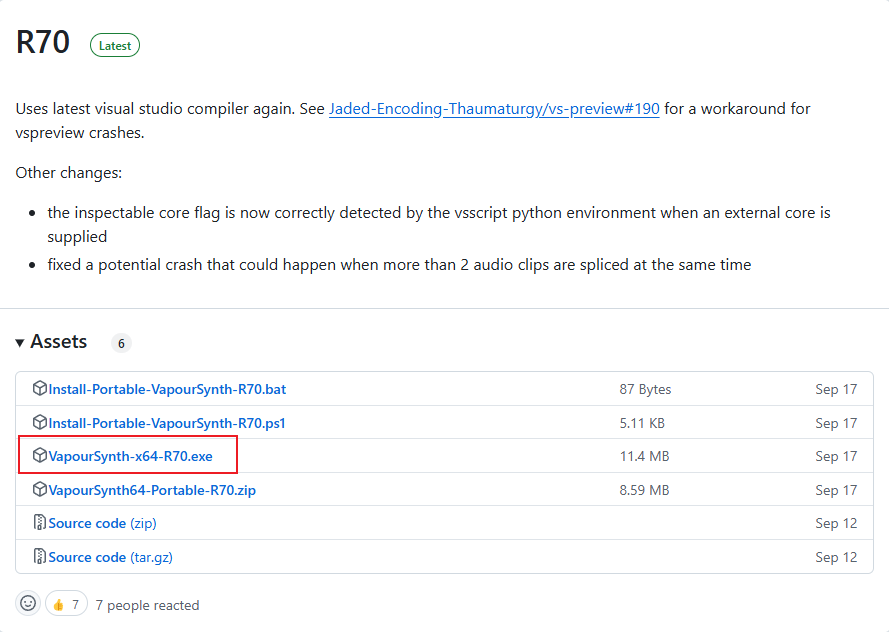 R70 Latest
Uses latest visual studio compiler again. See Jaded-Encoding-Thaumaturgy/vs-preview#190 for a workaround for
vspreview crashes.
Other changes:
• the inspectable core flag is now correctly detected by the vsscript python environment when an external core is
supplied
• fixed a potential crash that could happen when more than 2 audio clips are spliced at the same time
Assets 6
Install-Portable-VapourSynth-R70.bat 87 Bytes Sep 17
Install-Portable-VapourSynth-R70.ps1 5.11 KB Sep 17
VapourSynth-x64-R70.exe 11.4 MB Sep 17
VapourSynth64-Portable-R70.zip 8.59 MB Sep 17
Source code (zip) Sep 12
Source code (tar.gz) Sep 12
7 7 people reacted